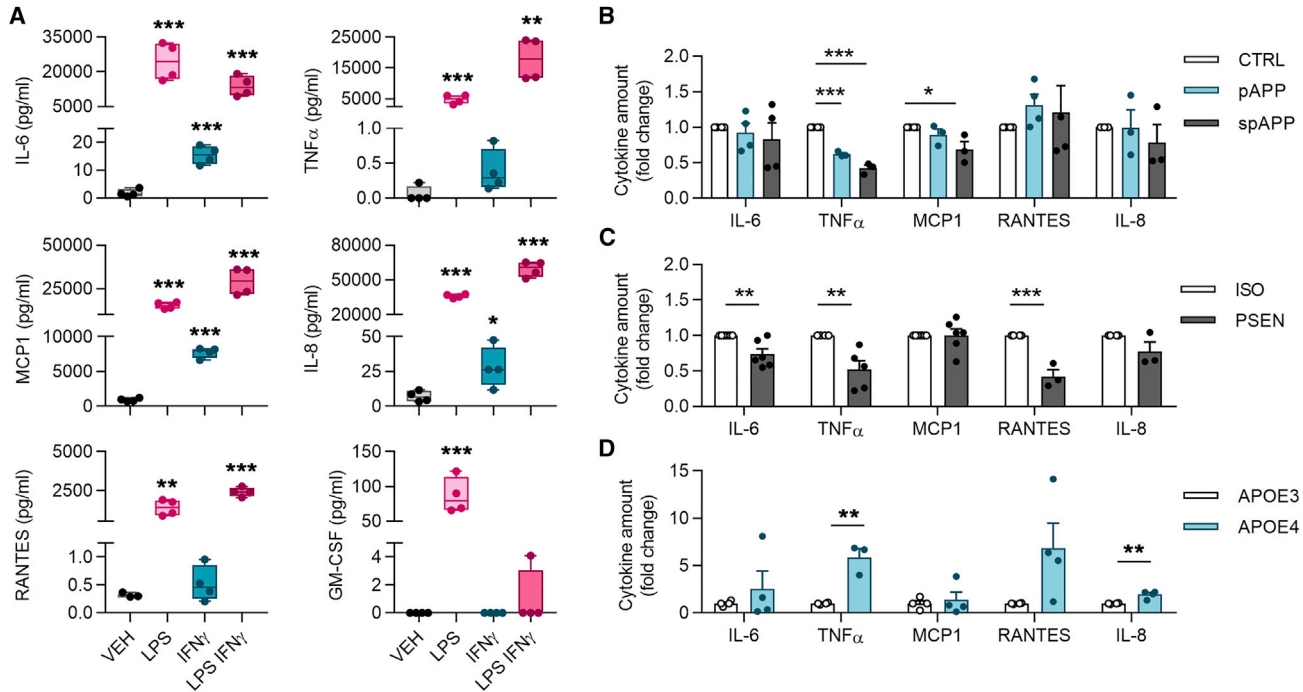 A
IL-6 (pg/ml)
35000
25000
15000
5000
20
10
0
***
***
***
TNFα (pg/ml)
25000
15000
5000
1.0
0.5
0.0
***
**
MCP1 (pg/ml)
50000
25000
10000
5000
0
***
***
***
IL-8 (pg/ml)
80000
60000
40000
20000
50
25
0
***
*
***
RANTES (pg/ml)
5000
2500
1.0
0.5
0.0
**
***
VEH
LPS
IFNγ
LPS IFNγ
GM-CSF (pg/ml)
150
100
50
4
3
2
1
0
***
VEH
LPS
IFNγ
LPS IFNγ
B
Cytokine amount
(fold change)
2.0
1.5
1.0
0.5
0.0
***
***
*
IL-6
TNFα
MCP1
RANTES
IL-8
CTRL
pAPP
spAPP
C
Cytokine amount
(fold change)
2.0
1.5
1.0
0.5
0.0
**
**
***
IL-6
TNFα
MCP1
RANTES
IL-8
ISO
PSEN
D
Cytokine amount
(fold change)
15
10
5
0
**
**
IL-6
TNFα
MCP1
RANTES
IL-8
APOE3
APOE4